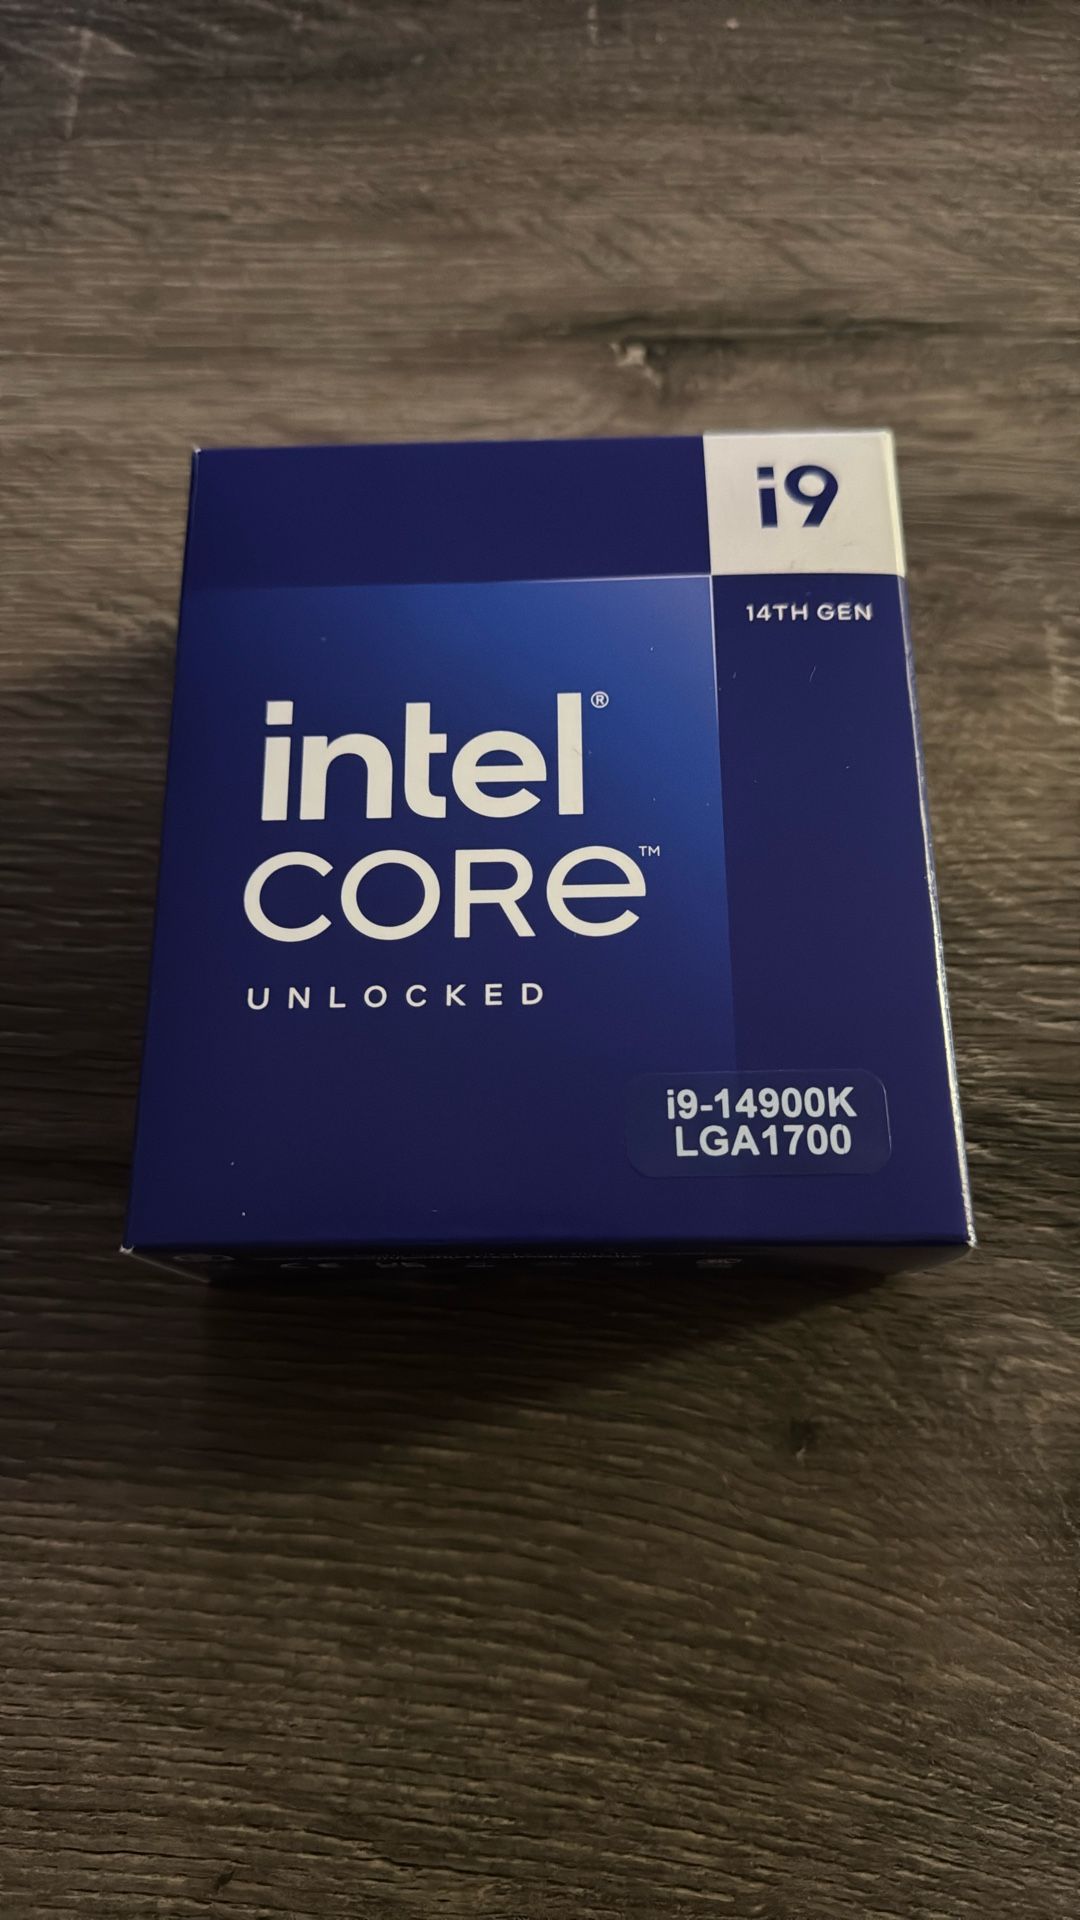 i9
14TH GEN
intel®
CORe™
UNLOCKED
i9-14900K
LGA1700